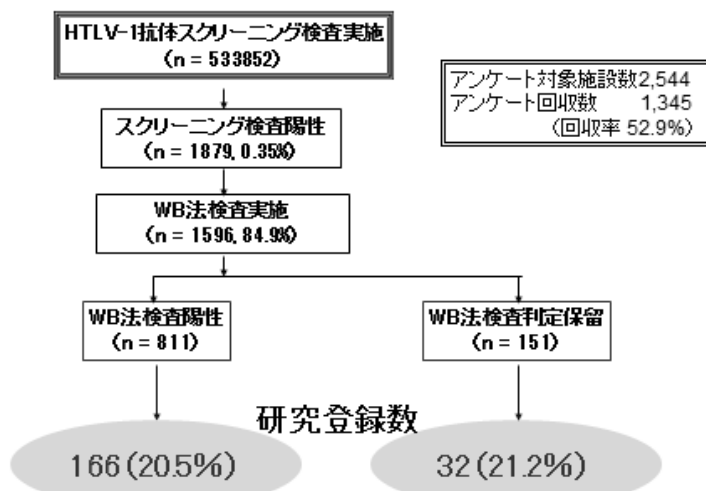 HTLV-1抗体スクリーニング検査実施
(n = 533852)
アンケート対象施設数2,544
アンケート回収数 1,345
(回収率 52.9%)
スクリーニング検査陽性
(n = 1879, 0.35%)
WB法検査実施
(n = 1596, 84.9%)
WB法検査陽性
(n = 811)
WB法検査判定保留
(n = 151)
研究登録数
166(20.5%)
32(21.2%)